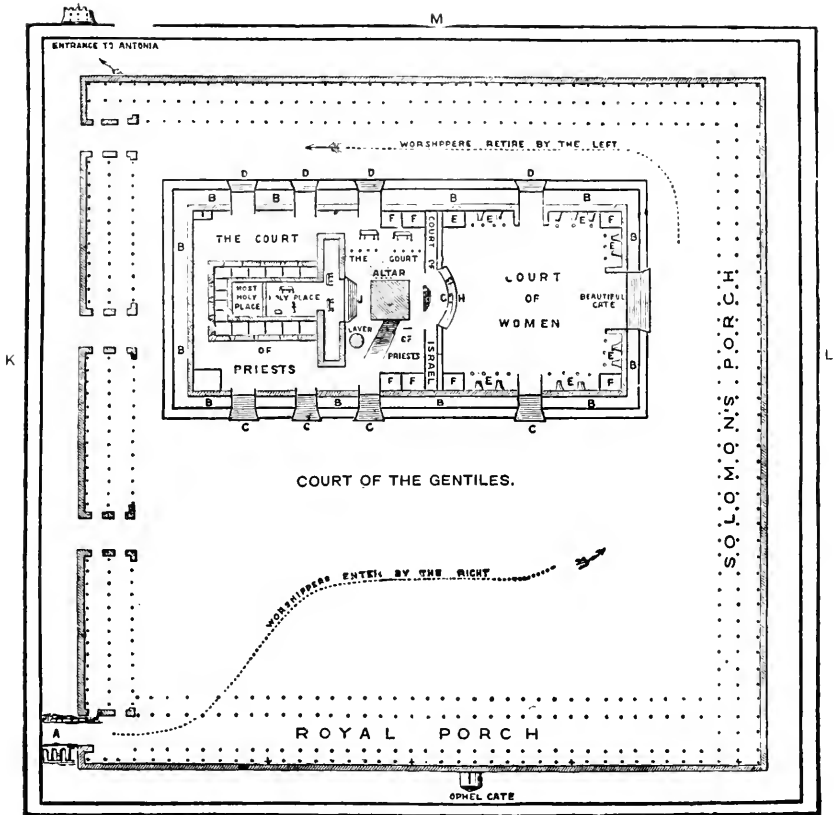 M
ENTRANCE TO ANTONIA
WORSHIPPERS RETIRE BY THE LEFT
D D D D
B B B B
F F E E E F
THE COURT
THE COURT
COURT OF
ALTAR
COURT
OF
WOMEN
B
E
B
MOST
HOLY
PLACE
HOLY PLACE
J
G H
BEAUTIFUL
GATE
SOLOMON'S PORCH
K
L
LAVER
OF
PRIESTS
ISRAEL
OF
PRIESTS
B
E
B
F F F E E F
B B B B
C C C C
COURT OF THE GENTILES.
WORSHIPPERS ENTER BY THE RIGHT
A
ROYAL PORCH
OPHEL GATE